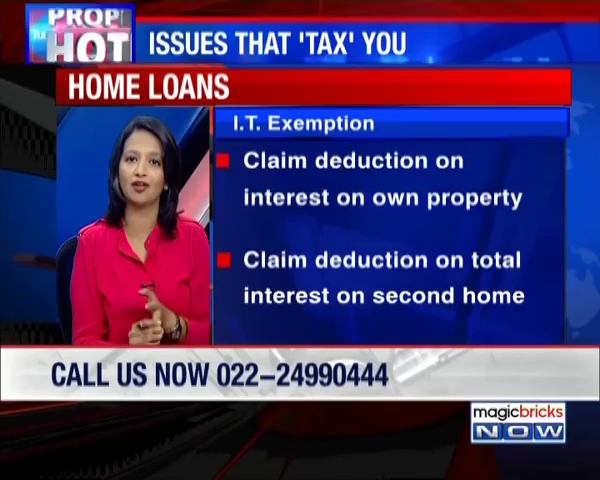 PROP
HOT
ISSUES THAT 'TAX' YOU
HOME LOANS
I.T. Exemption
Claim deduction on
interest on own property
Claim deduction on total
interest on second home
CALL US NOW 022–24990444
magicbricks
NOW